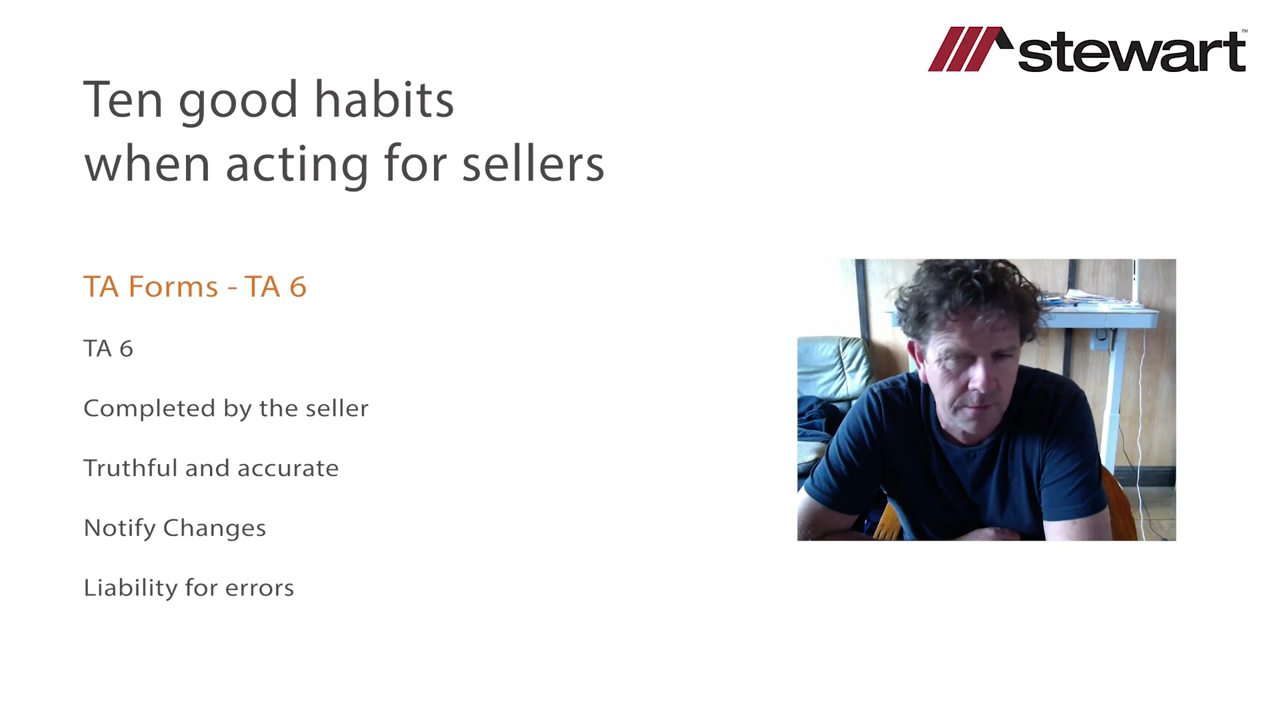 stewart™
Ten good habits
when acting for sellers
TA Forms - TA 6
TA 6
Completed by the seller
Truthful and accurate
Notify Changes
Liability for errors